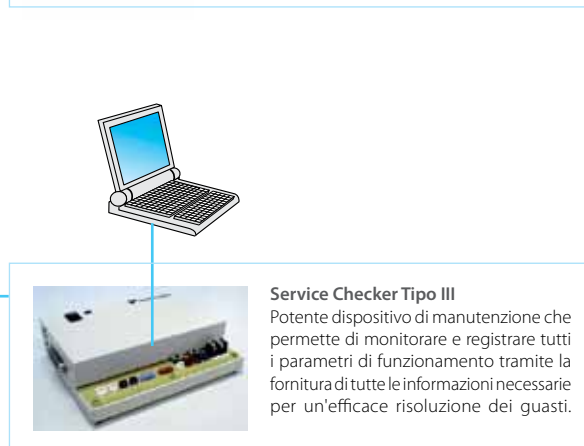 Service Checker Tipo III
Potente dispositivo di manutenzione che
permette di monitorare e registrare tutti
i parametri di funzionamento tramite la
fornitura di tutte le informazioni necessarie
per un'efficace risoluzione dei guasti.